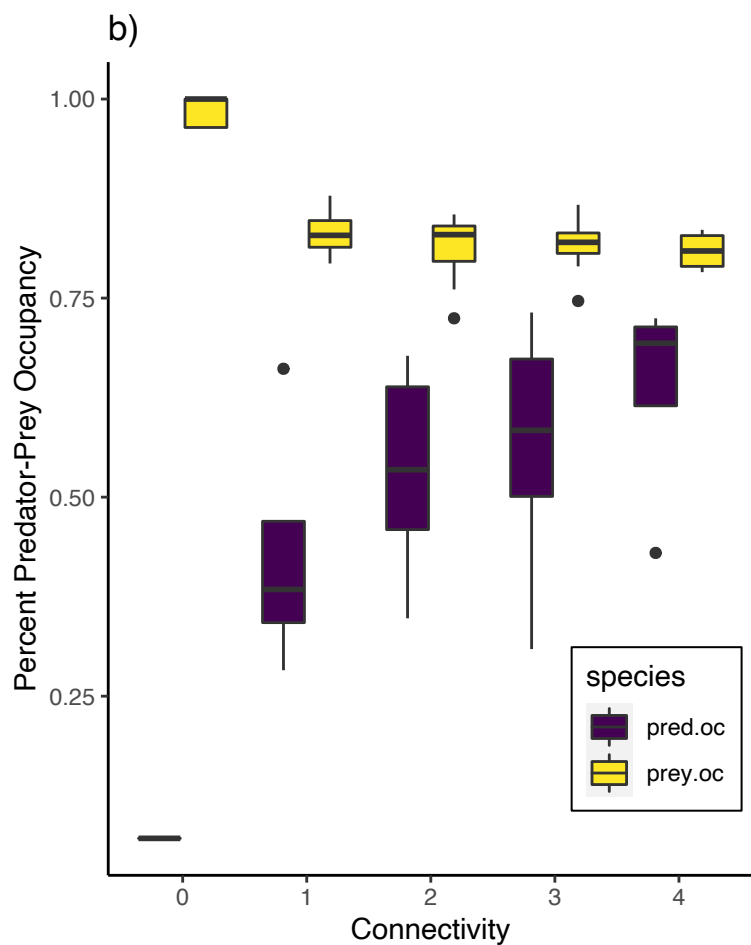 b)
Percent Predator-Prey Occupancy
1.00
0.75
0.50
0.25
0 1 2 3 4
Connectivity
species
pred.oc
prey.oc